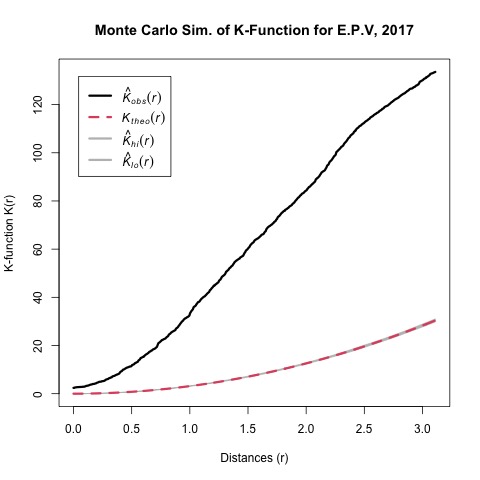 Monte Carlo Sim. of K-Function for E.P.V, 2017
K̂obs(r)
Ktheo(r)
K̂hi(r)
K̂lo(r)
K-function K(r)
120
100
80
60
40
20
0
0.0 0.5 1.0 1.5 2.0 2.5 3.0
Distances (r)